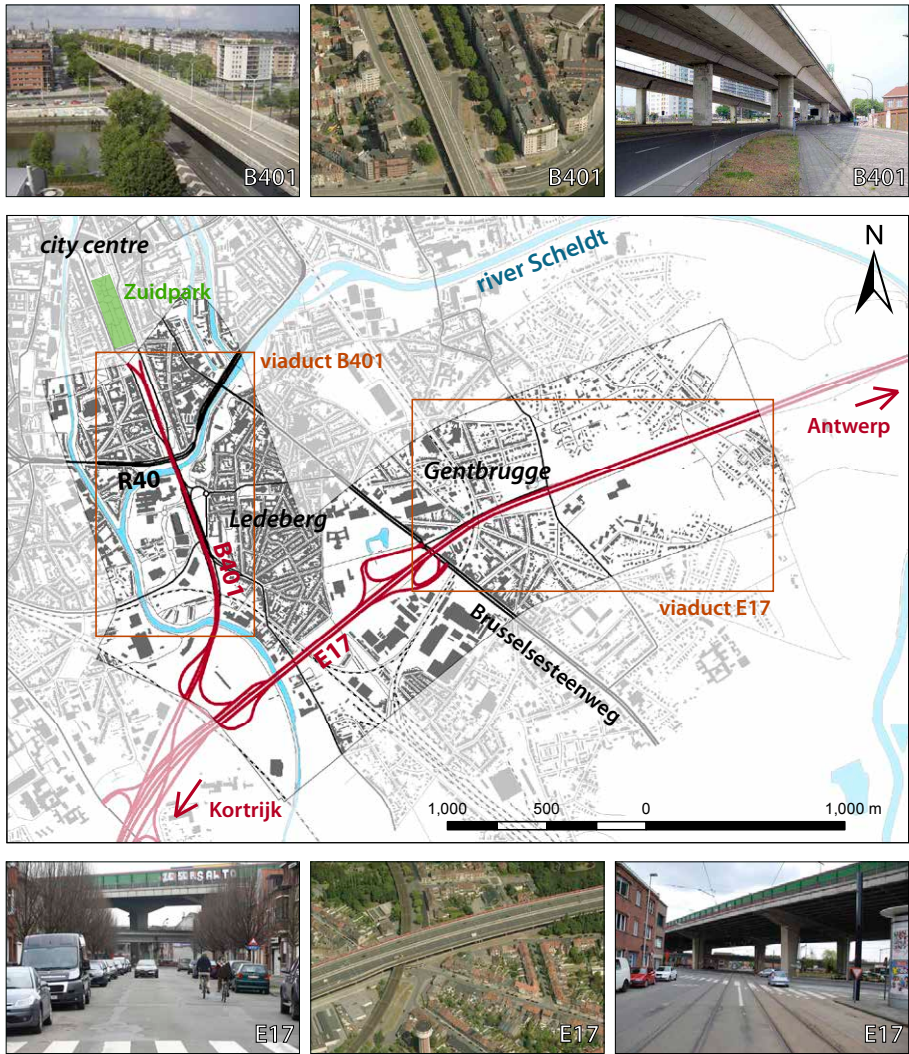 B401
B401
B401
city centre
Zuidpark
river Scheldt
N
viaduct B401
Antwerp
R40
Gentbrugge
Ledeberg
B401
viaduct E17
E17
Brusselsesteenweg
Kortrijk
1,000
500
0
1,000 m
E17
E17
E17